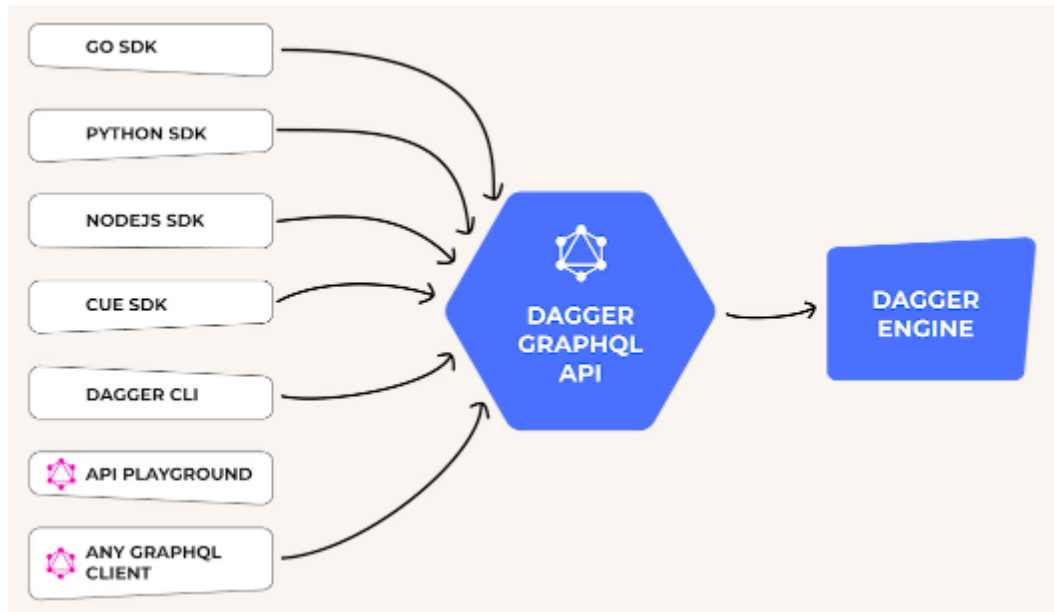 GO SDK
PYTHON SDK
NODEJS SDK
CUE SDK
DAGGER CLI
API PLAYGROUND
ANY GRAPHQL
CLIENT
DAGGER
GRAPHQL
API
DAGGER
ENGINE